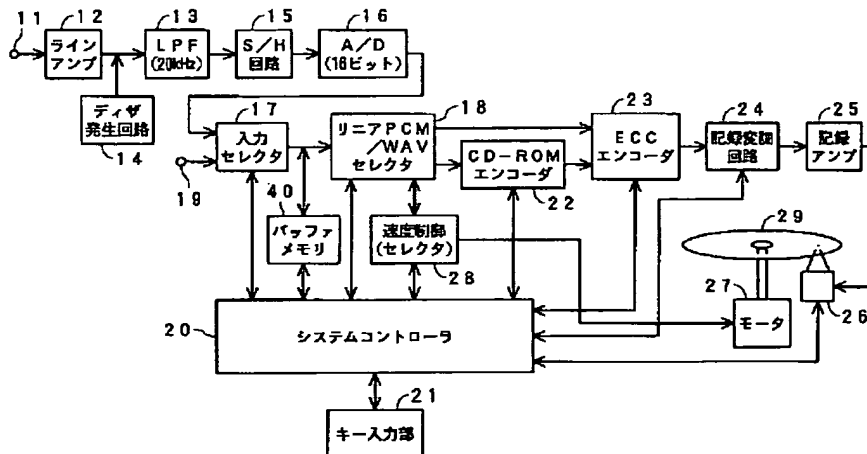 11
12
ライン
アンプ
13
LPF
(20kHz)
15
S/H
回路
16
A/D
(16ビット)
ディザ
発生回路
14
17
入力
セレクタ
19
18
リニアPCM
/WAV
セレクタ
CD-ROM
エンコーダ
22
23
ECC
エンコーダ
24
記録変調
回路
25
記録
アンプ
40
バッファ
メモリ
速度制御
(セレクタ)
28
29
27
モータ
26
20
システムコントローラ
21
キー入力部